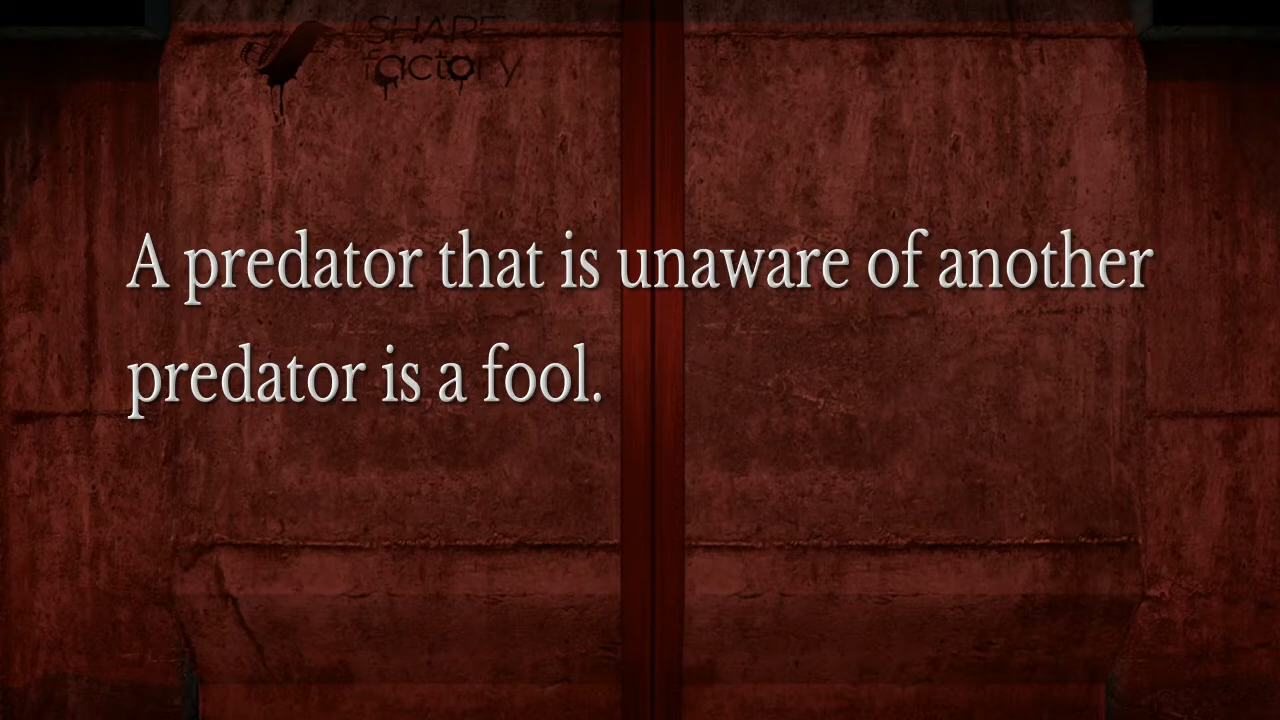 SHARE
factory
A predator that is unaware of another
predator is a fool.